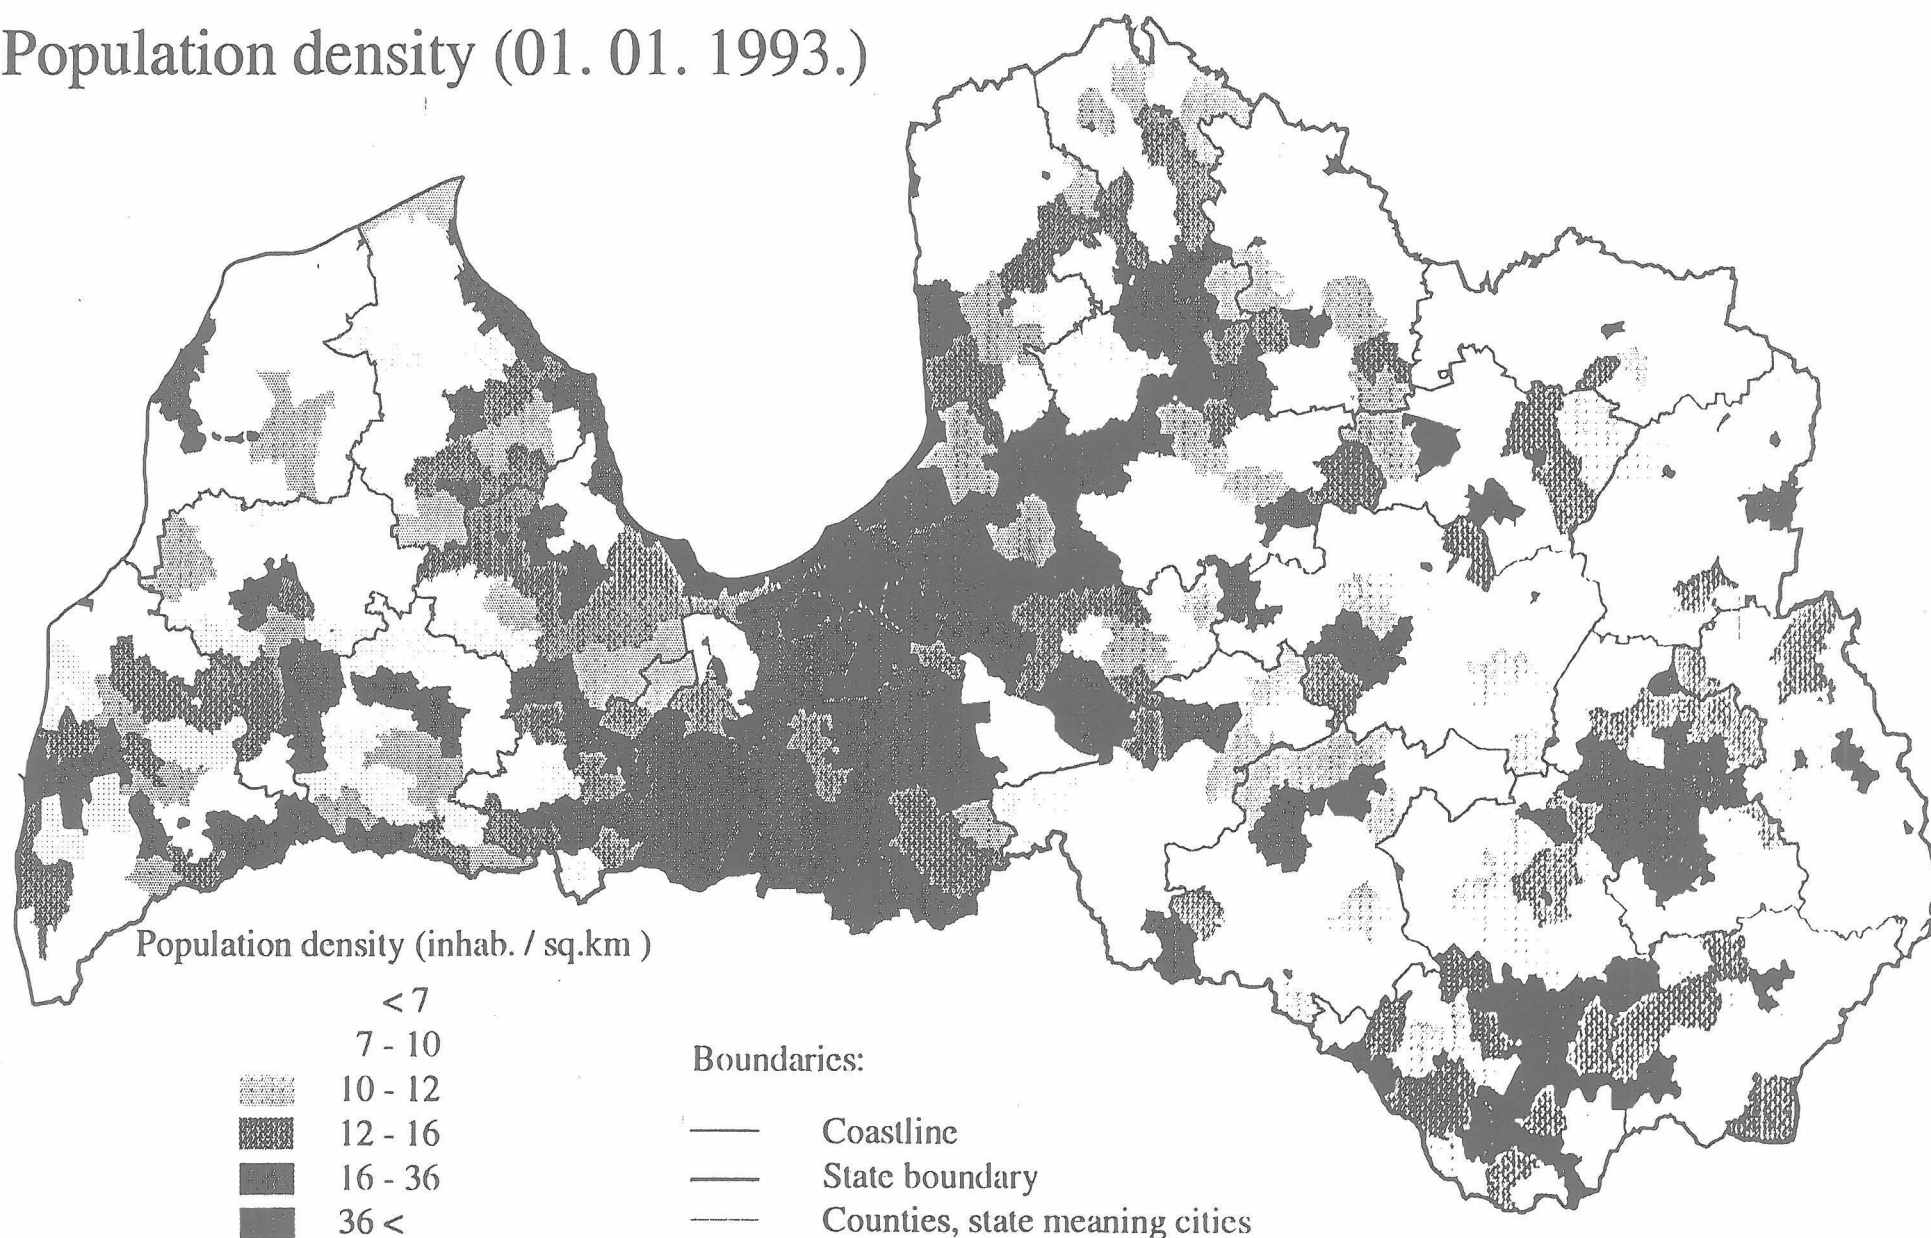 Population density (01. 01. 1993.)
Population density (inhab. / sq.km )
< 7
7 - 10
10 - 12
12 - 16
16 - 36
36 <
Boundaries:
Coastline
State boundary
Counties, state meaning cities